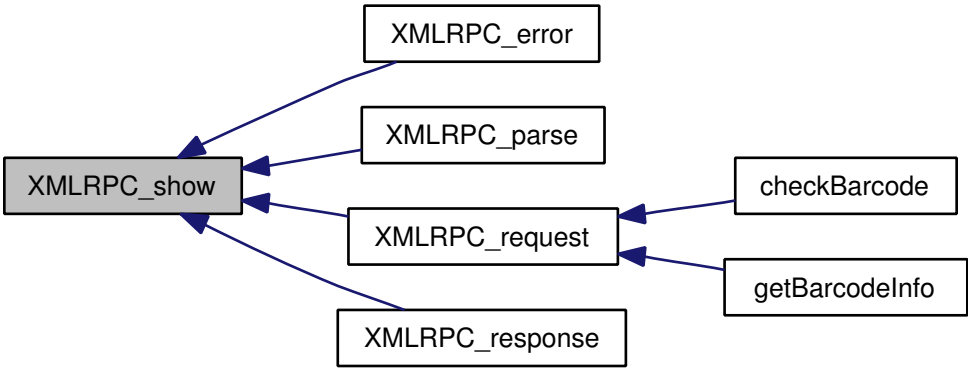 XMLRPC_error
XMLRPC_parse
XMLRPC_show
checkBarcode
XMLRPC_request
getBarcodeInfo
XMLRPC_response